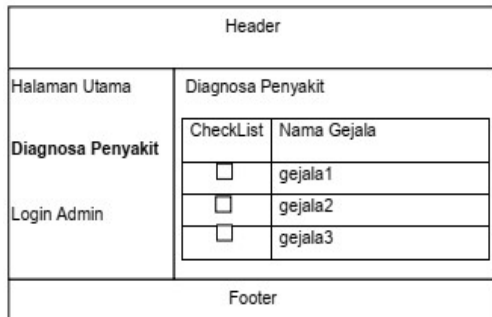 Header
Halaman Utama
Diagnosa Penyakit
Login Admin
Diagnosa Penyakit
CheckList Nama Gejala
gejala1
gejala2
gejala3
Footer